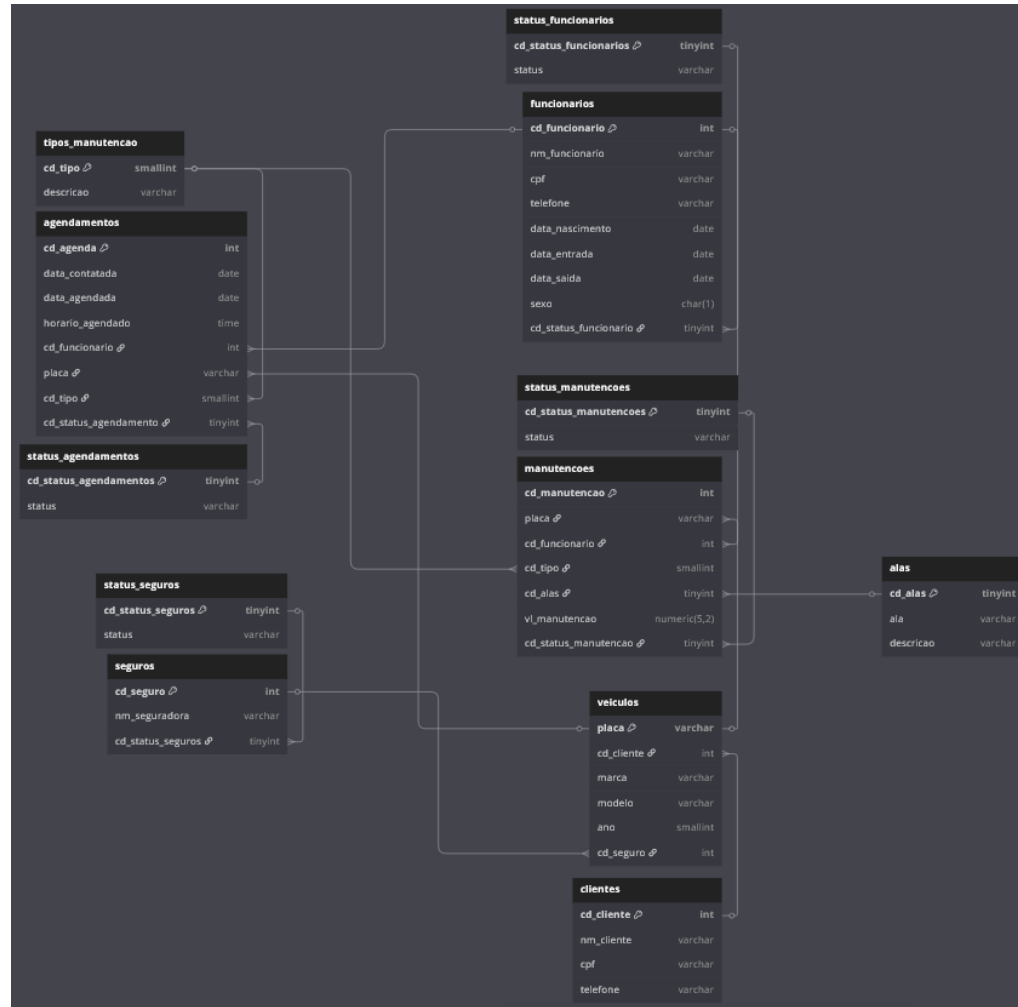 status_funcionarios
cd_status_funcionarios tinyint
status varchar
funcionarios
cd_funcionario int
nm_funcionario varchar
cpf varchar
telefone varchar
data_nascimento date
data_entrada date
data_saida date
sexo char(1)
cd_status_funcionario tinyint
tipos_manutencao
cd_tipo smallint
descricao varchar
agendamentos
cd_agenda int
data_contatada date
data_agendada date
horario_agendado time
cd_funcionario int
placa varchar
cd_tipo smallint
cd_status_agendamento tinyint
status_agendamentos
cd_status_agendamentos tinyint
status varchar
status_manutencoes
cd_status_manutencoes tinyint
status varchar
manutencoes
cd_manutencao int
placa varchar
cd_funcionario int
cd_tipo smallint
cd_alas tinyint
vl_manutencao numeric(5,2)
cd_status_manutencao tinyint
alas
cd_alas tinyint
ala varchar
descricao varchar
status_seguros
cd_status_seguros tinyint
status varchar
seguros
cd_seguro int
nm_seguradora varchar
cd_status_seguros tinyint
veiculos
placa varchar
cd_cliente int
marca varchar
modelo varchar
ano smallint
cd_seguro int
clientes
cd_cliente int
nm_cliente varchar
cpf varchar
telefone varchar